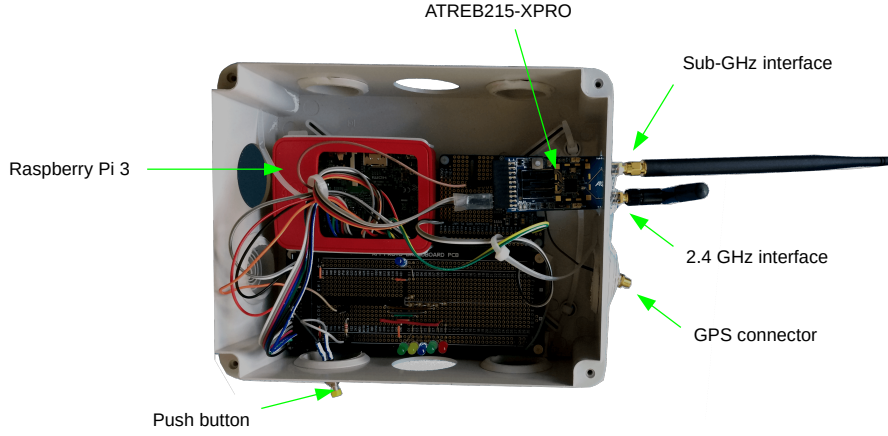 ATREB215-XPRO
Sub-GHz interface
Raspberry Pi 3
2.4 GHz interface
GPS connector
Push button